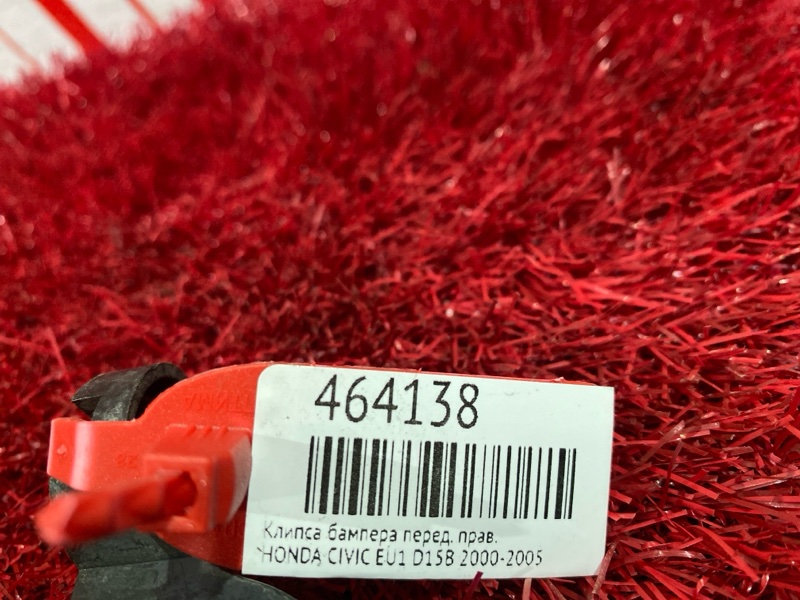 464138
Клипса бампера перед. прав.
HONDA CIVIC EU1 D15B 2000-2005